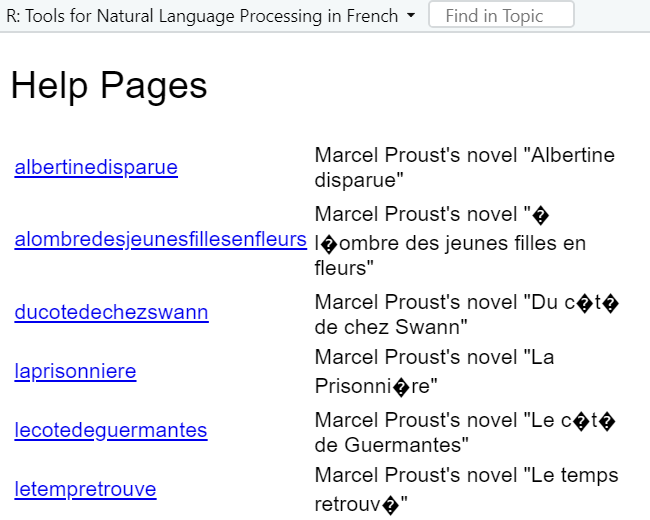 R: Tools for Natural Language Processing in French
Find in Topic
Help Pages
albertinedisparue
Marcel Proust's novel "Albertine
disparue"
alombredesjeunesfillesenfleurs
Marcel Proust's novel "�
l�ombre des jeunes filles en
fleurs"
ducotedechezswann
Marcel Proust's novel "Du c�t�
de chez Swann"
laprisonniere
Marcel Proust's novel "La
Prisonni�re"
lecotedeguermantes
Marcel Proust's novel "Le c�t�
de Guermantes"
letempretrouve
Marcel Proust's novel "Le temps
retrouv�"